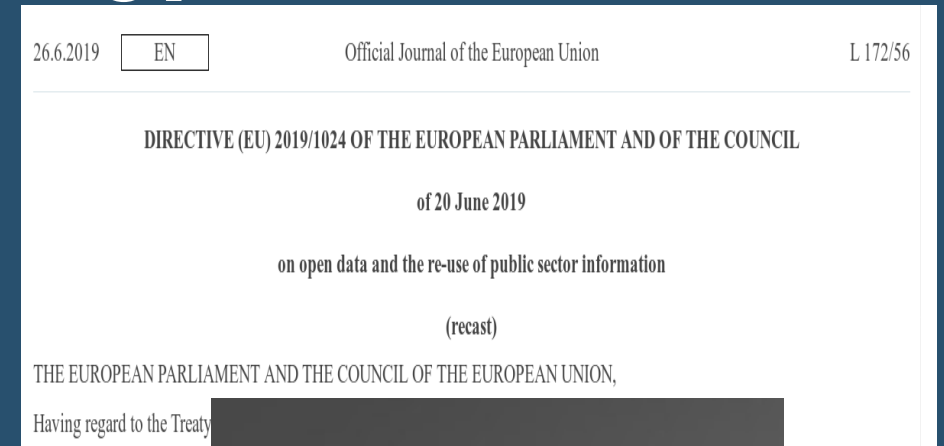 26.6.2019 EN Official Journal of the European Union L 172/56
DIRECTIVE (EU) 2019/1024 OF THE EUROPEAN PARLIAMENT AND OF THE COUNCIL
of 20 June 2019
on open data and the re-use of public sector information
(recast)
THE EUROPEAN PARLIAMENT AND THE COUNCIL OF THE EUROPEAN UNION,
Having regard to the Treaty